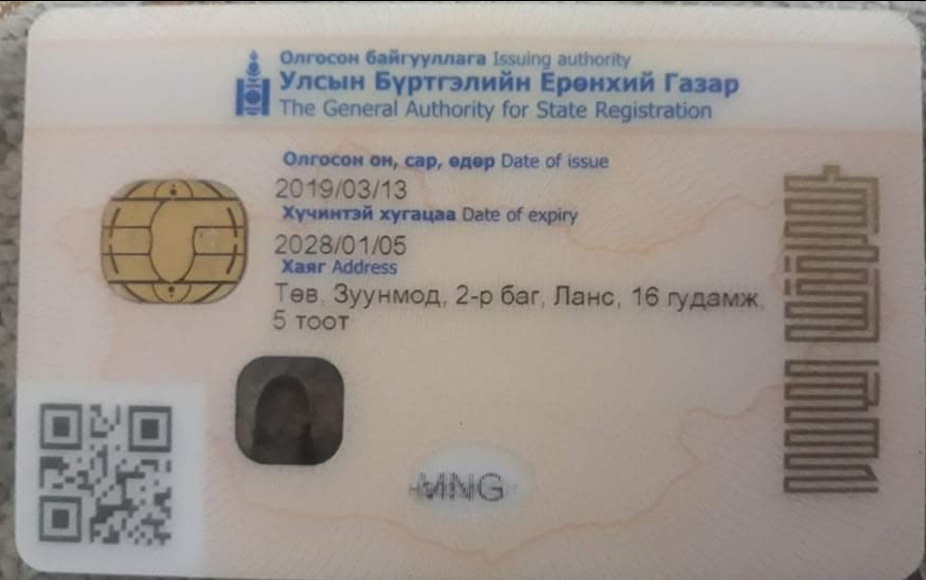 Олгосон байгууллага Issuing authority
Улсын Бүртгэлийн Ерөнхий Газар
The General Authority for State Registration
Олгосон он, сар, өдөр Date of issue
2019/03/13
Хүчинтэй хугацаа Date of expiry
2028/01/05
Хаяг Address
Төв, Зуунмод, 2-р баг, Ланс, 16 гудамж,
5 тоот
MNG